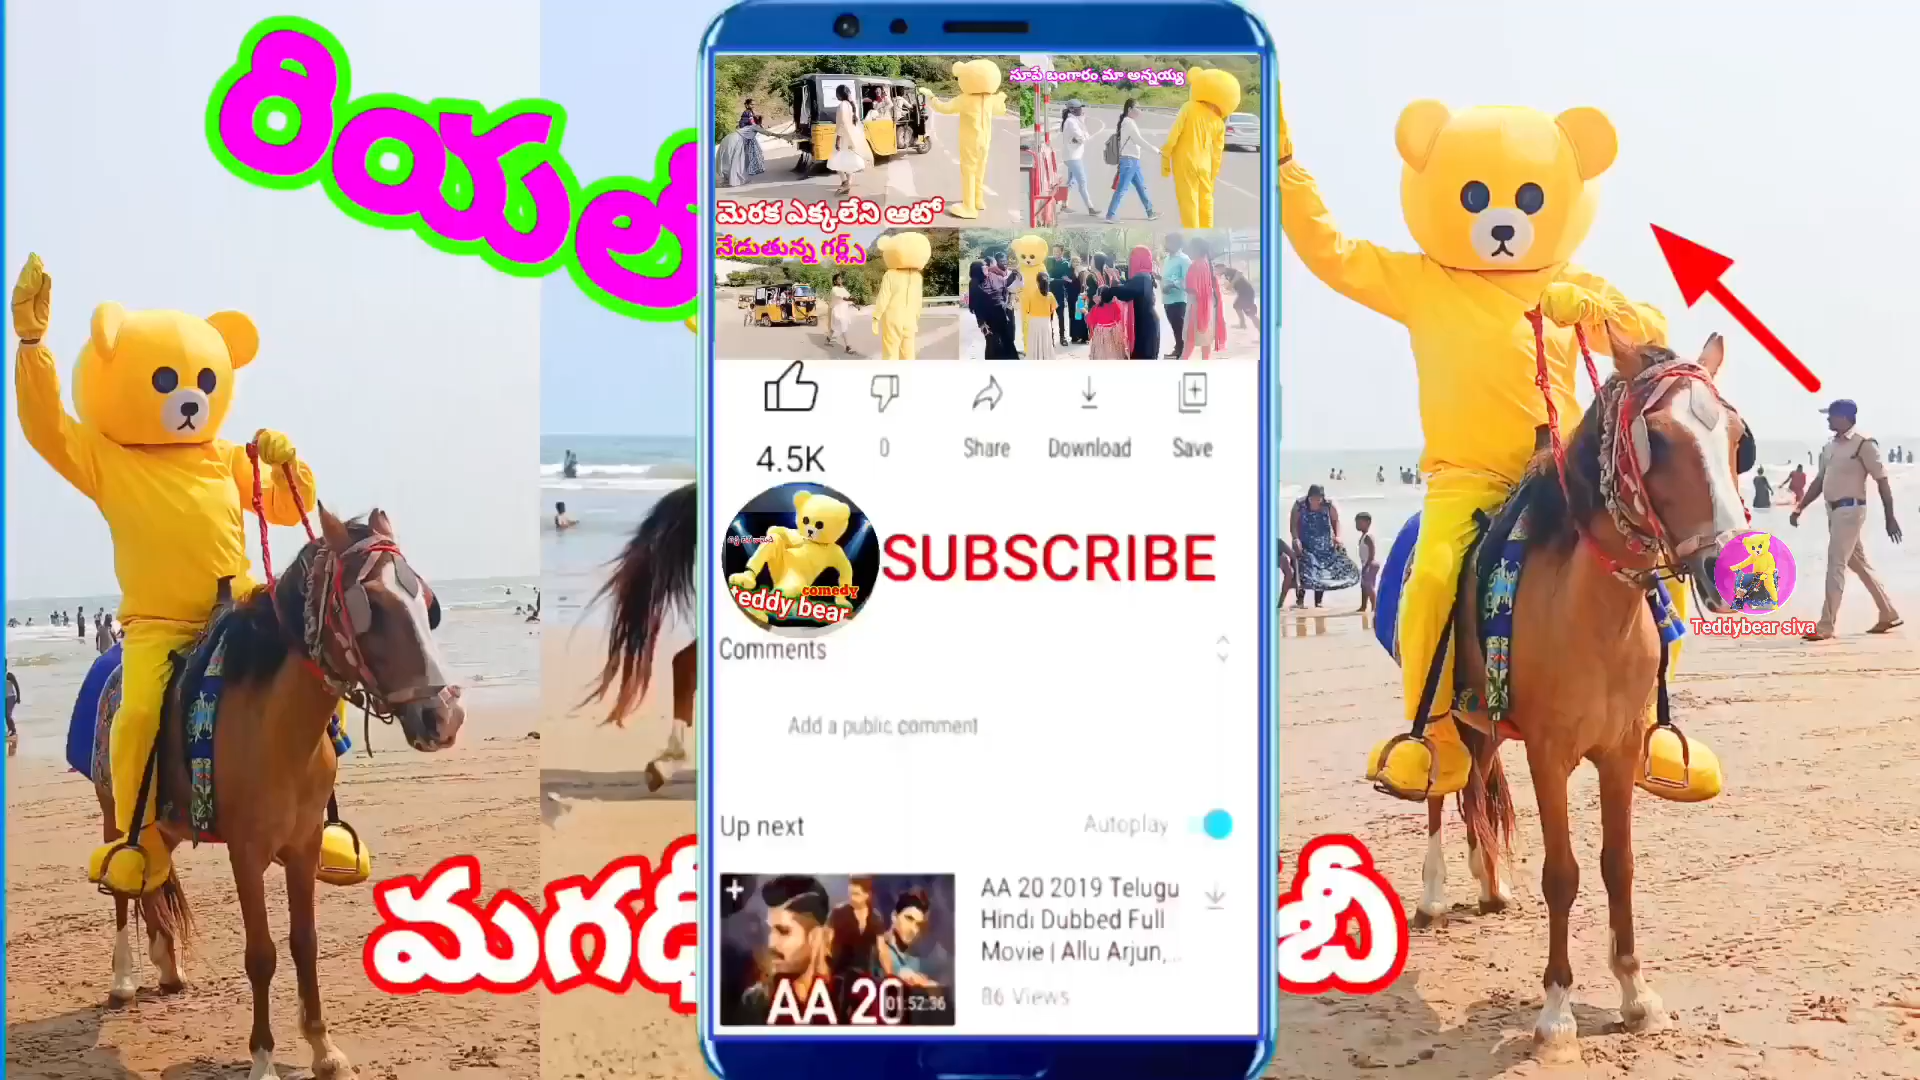 సూపే బంగారం మా అన్నయ్య
మెరక ఎక్కలేని ఆటో
నేడుతున్న గర్ల్స్
4.5K
0
Share
Download
Save
comedy
teddy bear
SUBSCRIBE
Comments
Teddybear siva
Add a public comment
Up next
Autoplay
AA 20 2019 Telugu
Hindi Dubbed Full
Movie | Allu Arjun,...
86 Views
AA 20
01:52:36